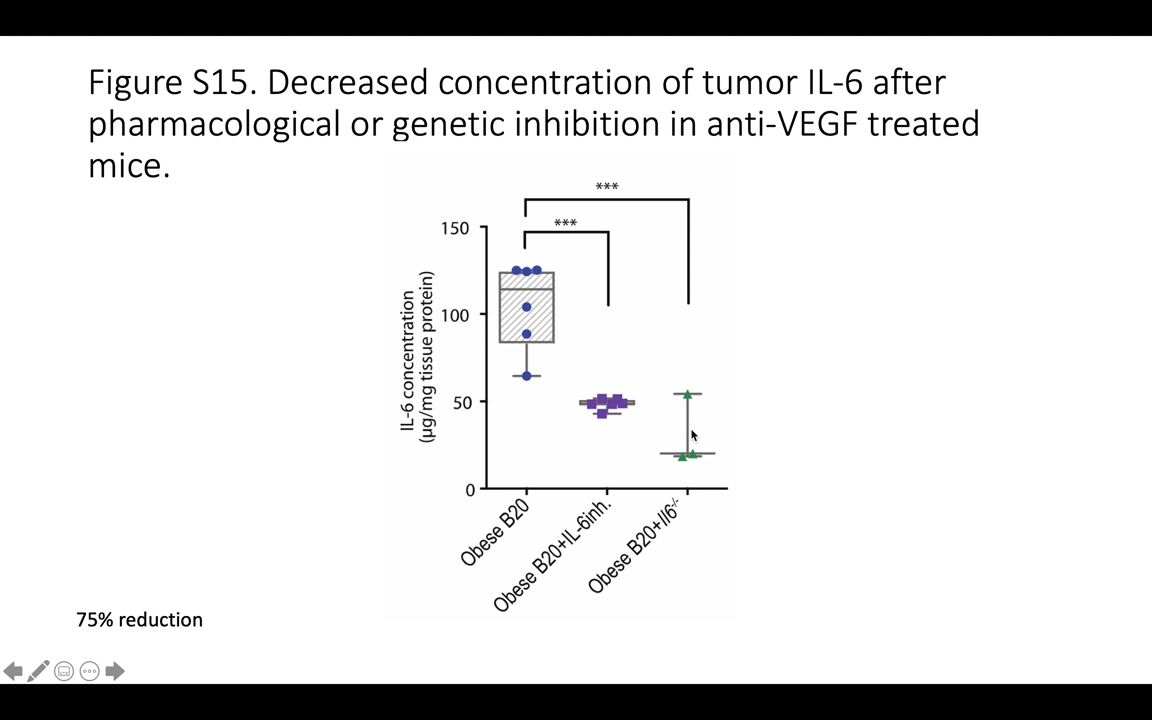 Figure S15. Decreased concentration of tumor IL-6 after
pharmacological or genetic inhibition in anti-VEGF treated
mice.
***
***
150
100
50
0
IL-6 concentration
(µg/mg tissue protein)
Obese B20
Obese B20+IL-6inh.
Obese B20+Il6-/-
75% reduction